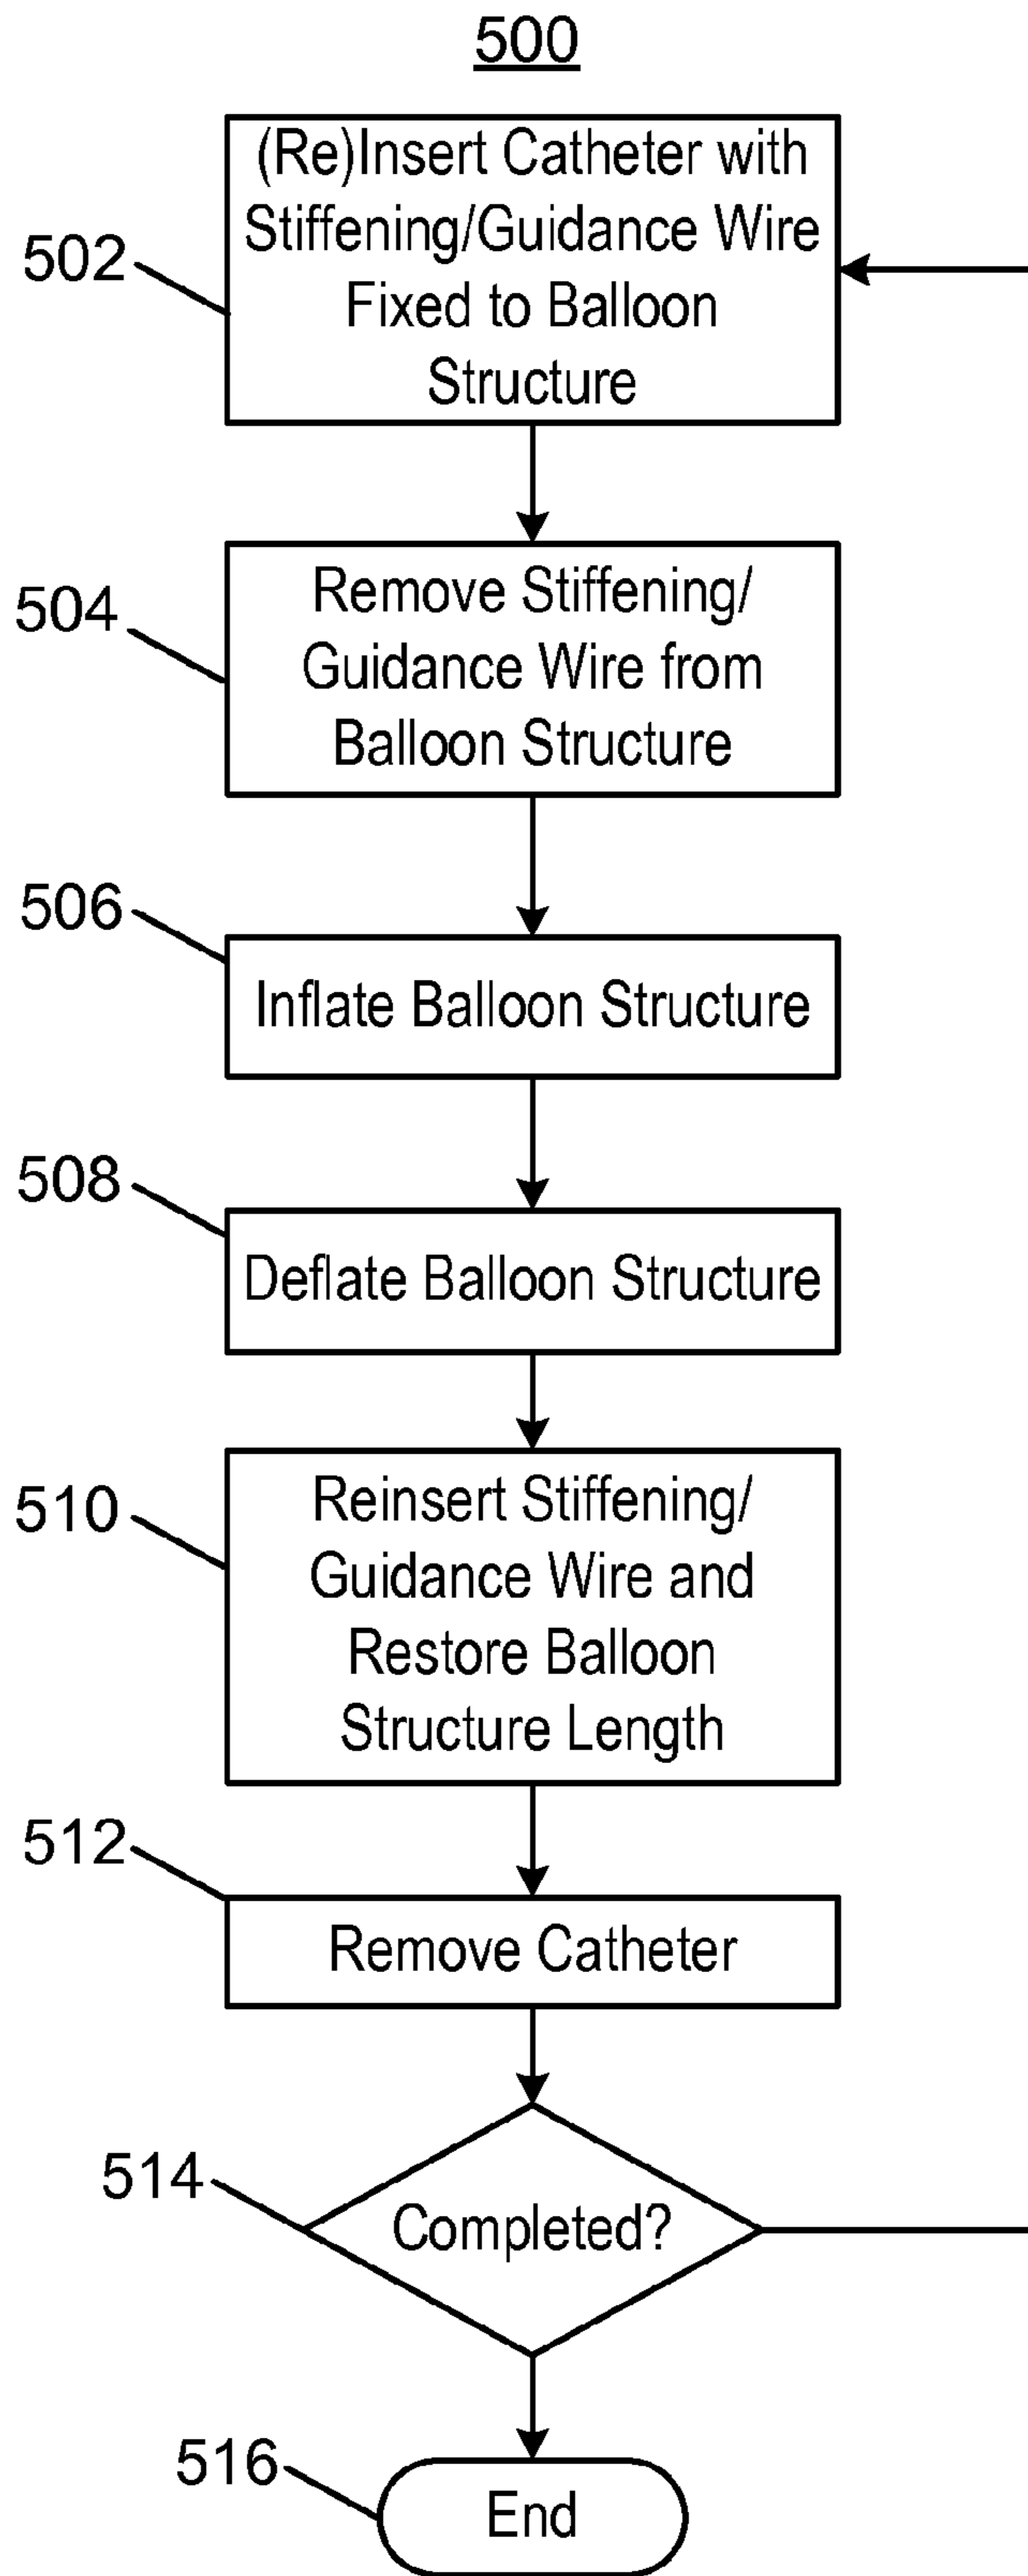 500
502
(Re)Insert Catheter with
Stiffening/Guidance Wire
Fixed to Balloon
Structure
504
Remove Stiffening/
Guidance Wire from
Balloon Structure
506
Inflate Balloon Structure
508
Deflate Balloon Structure
510
Reinsert Stiffening/
Guidance Wire and
Restore Balloon
Structure Length
512
Remove Catheter
514
Completed?
516
End